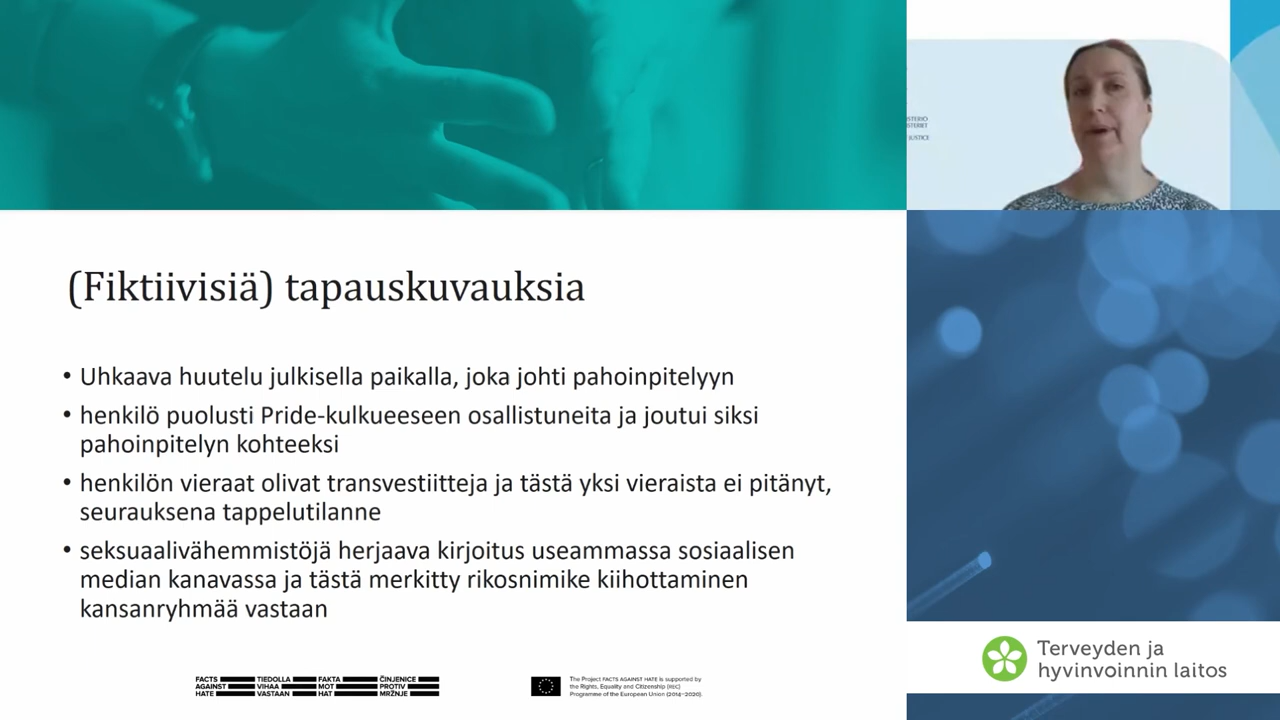 (Fiktiivisiä) tapauskuvauksia
• Uhkaava huutelu julkisella paikalla, joka johti pahoinpitelyyn
• henkilö puolusti Pride-kulkueeseen osallistuneita ja joutui siksi
pahoinpitelyn kohteeksi
• henkilön vieraat olivat transvestiitteja ja tästä yksi vieraista ei pitänyt,
seurauksena tappelutilanne
• seksuaalivähemmistöjä herjaava kirjoitus useammassa sosiaalisen
median kanavassa ja tästä merkitty rikosnimike kiihottaminen
kansanryhmää vastaan
FACTS
AGAINST
HATE
TIEDOLLA
VIHAA
VASTAAN
FAKTA
MOT
HAT
ČINJENICE
PROTIV
MRŽNJE
The Project FACTS AGAINST HATE is supported by
the Rights, Equality and Citizenship (REC)
Programme of the European Union (2014-2020).
ISTERIÖ
ISTERIET
JUSTICE
Terveyden ja
hyvinvoinnin laitos